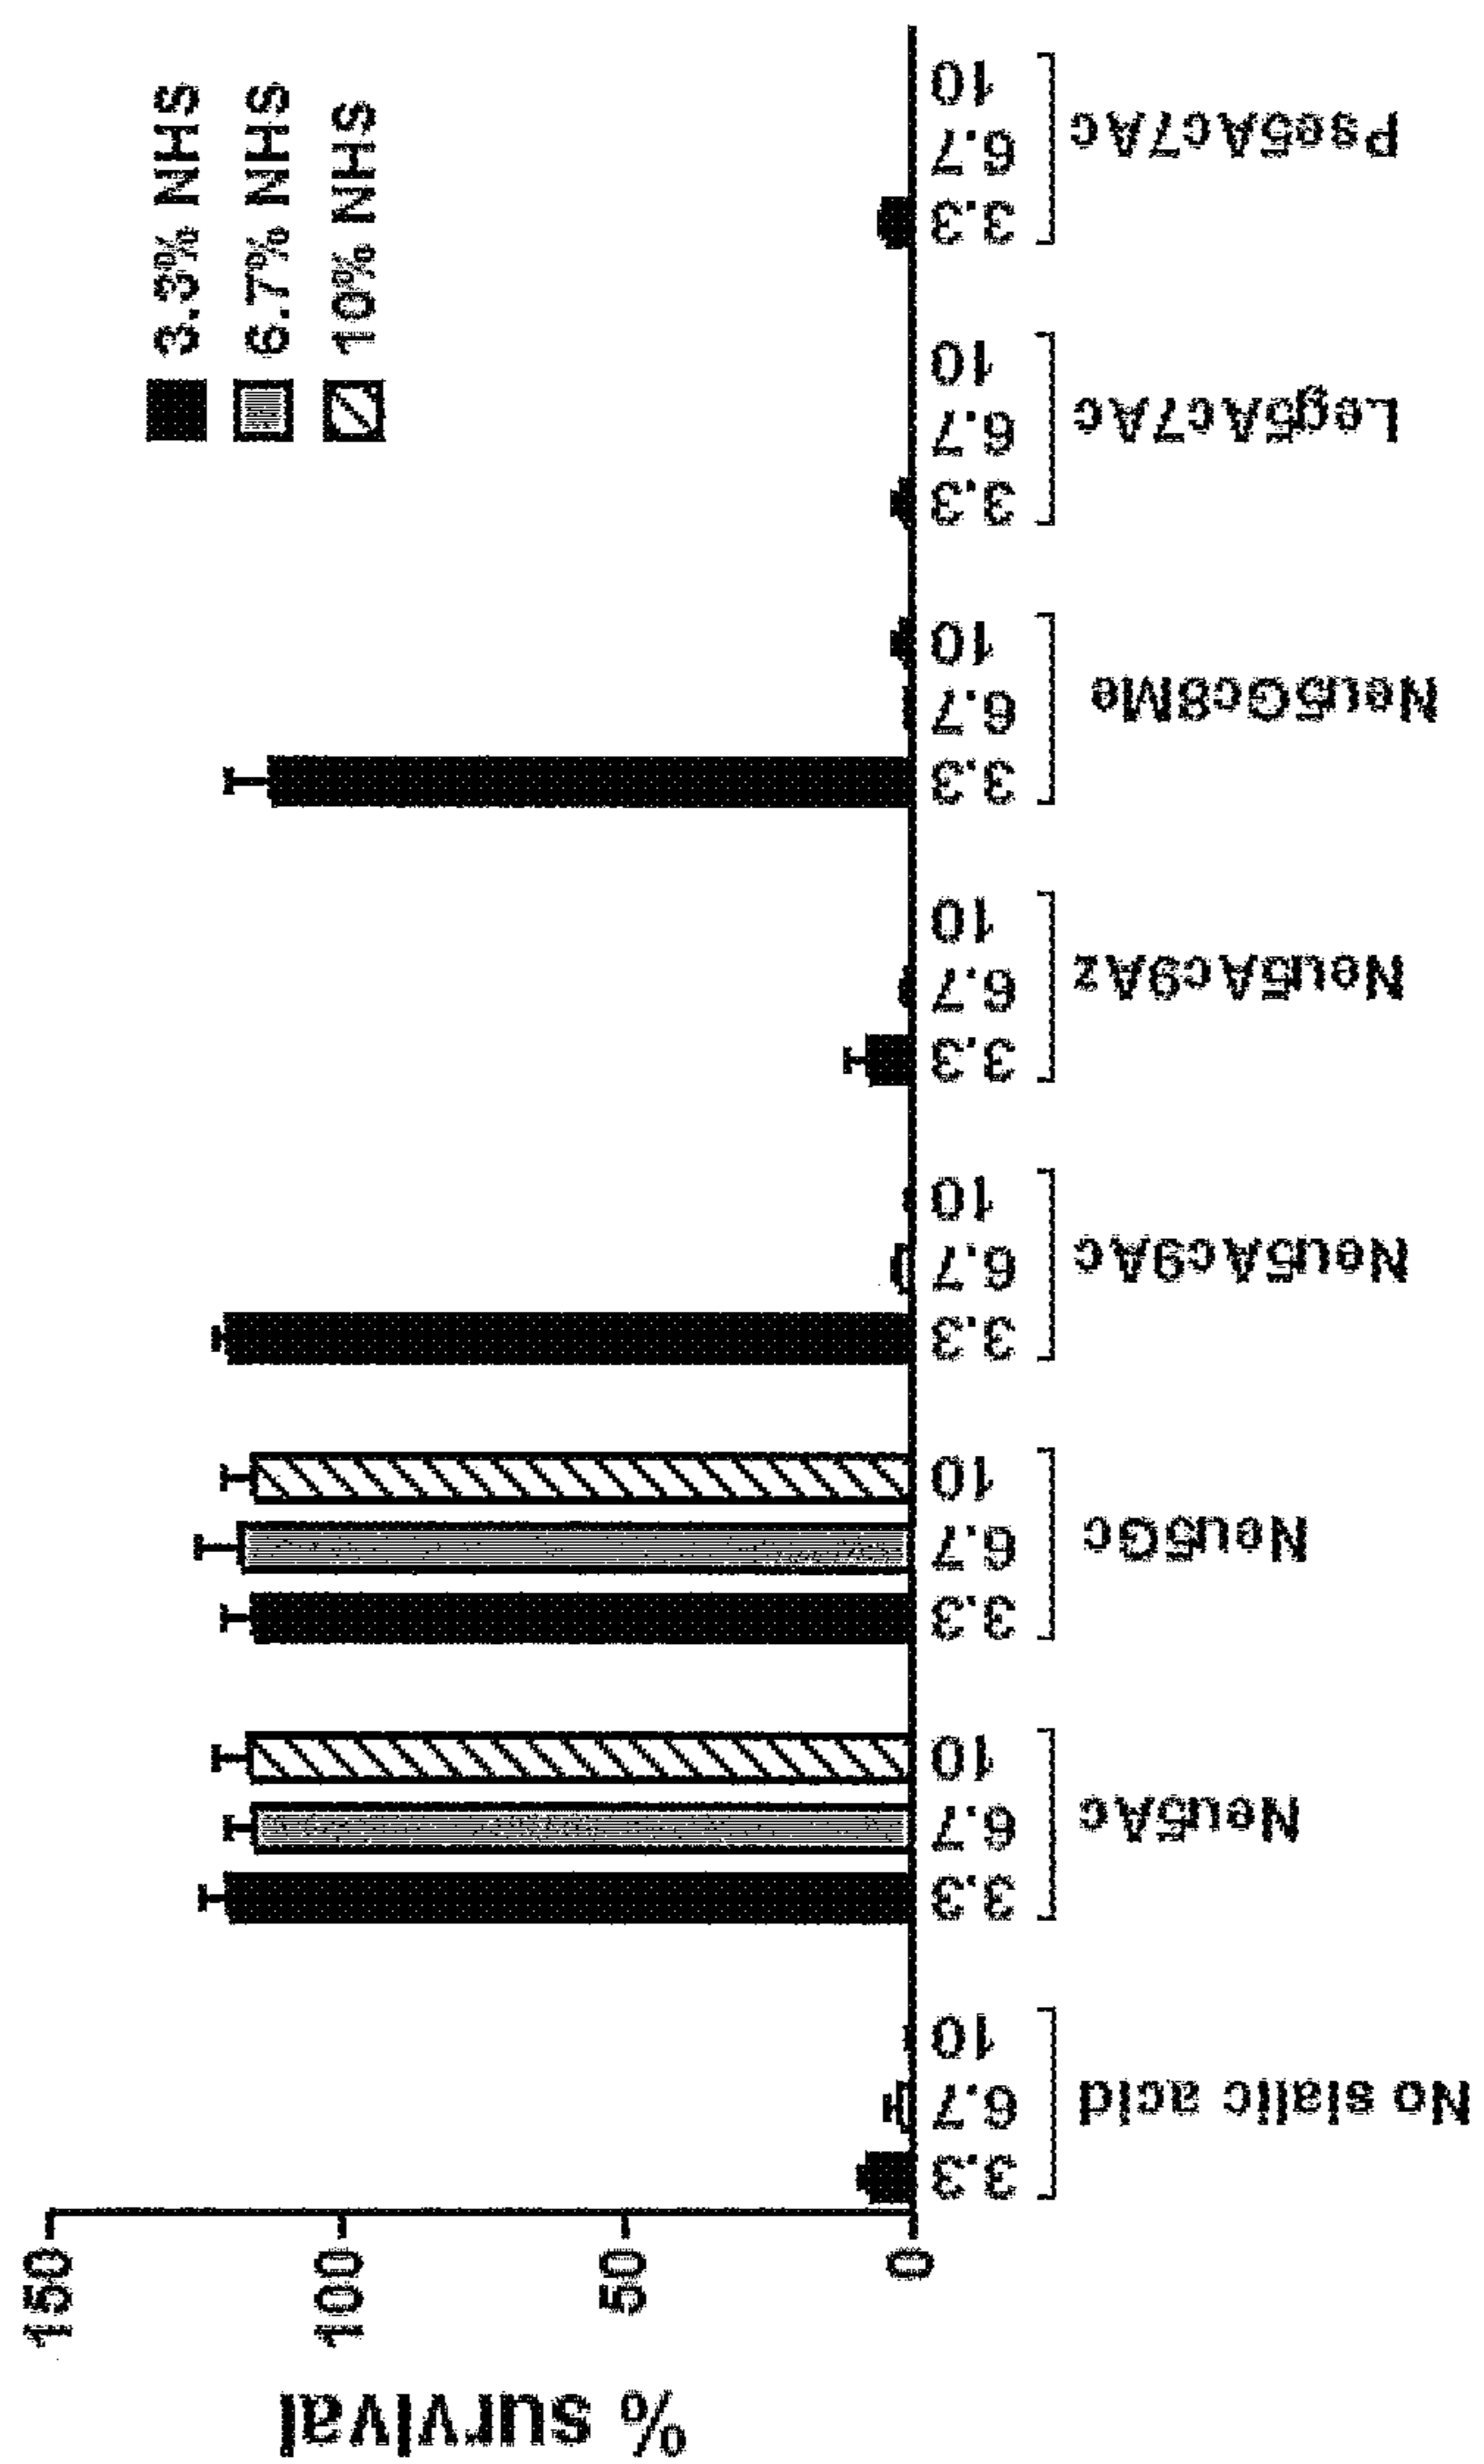 % survival
150
100
50
0
3.3% NHS
6.7% NHS
10% NHS
3.3 6.7 10
3.3 6.7 10
3.3 6.7 10
3.3 6.7 10
3.3 6.7 10
3.3 6.7 10
3.3 6.7 10
3.3 6.7 10
No sialic acid
Neu5Ac
Neu5Gc
Neu5Ac9Ac
Neu5Ac9Az
Neu5Gc8Me
Leg5Ac7Ac
Pse5Ac7Ac